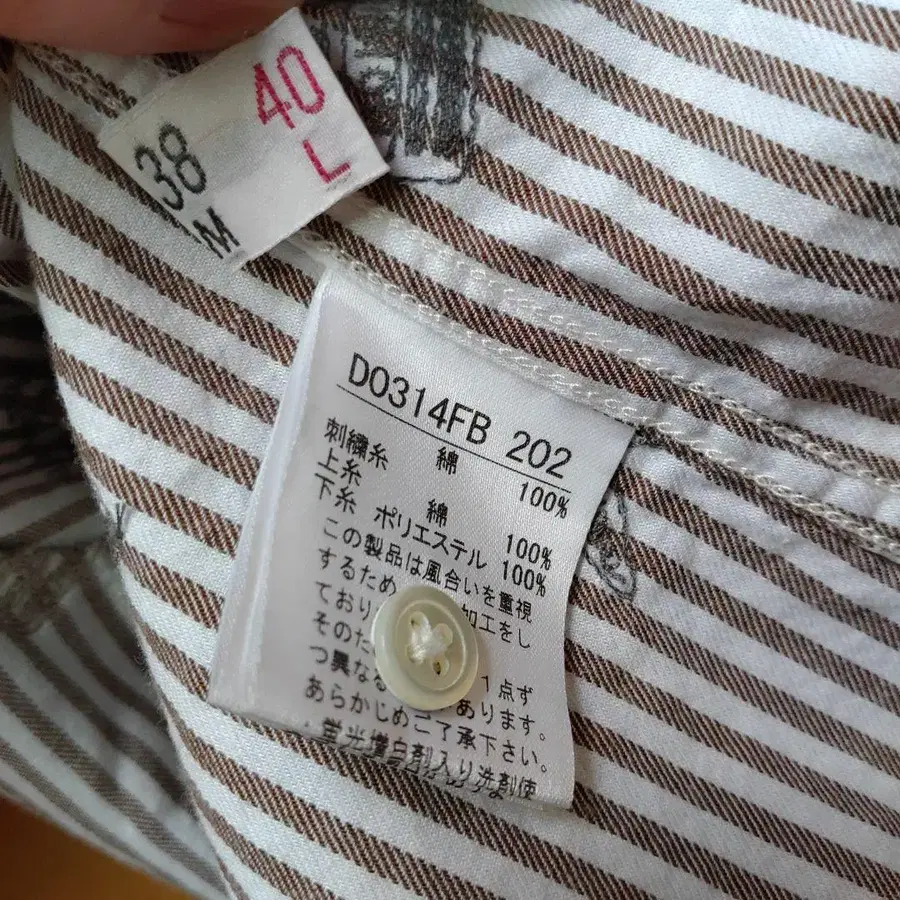 40
L
38
M
D0314FB 202
刺繍糸 綿 100%
上糸 綿 100%
下糸 ポリエステル 100%
この製品は風合いを重視
するため 加工をし
ており
そのた 1点ず
つ異なる あります。
あらかじめご了承下さい。
蛍光増白剤入り洗剤使